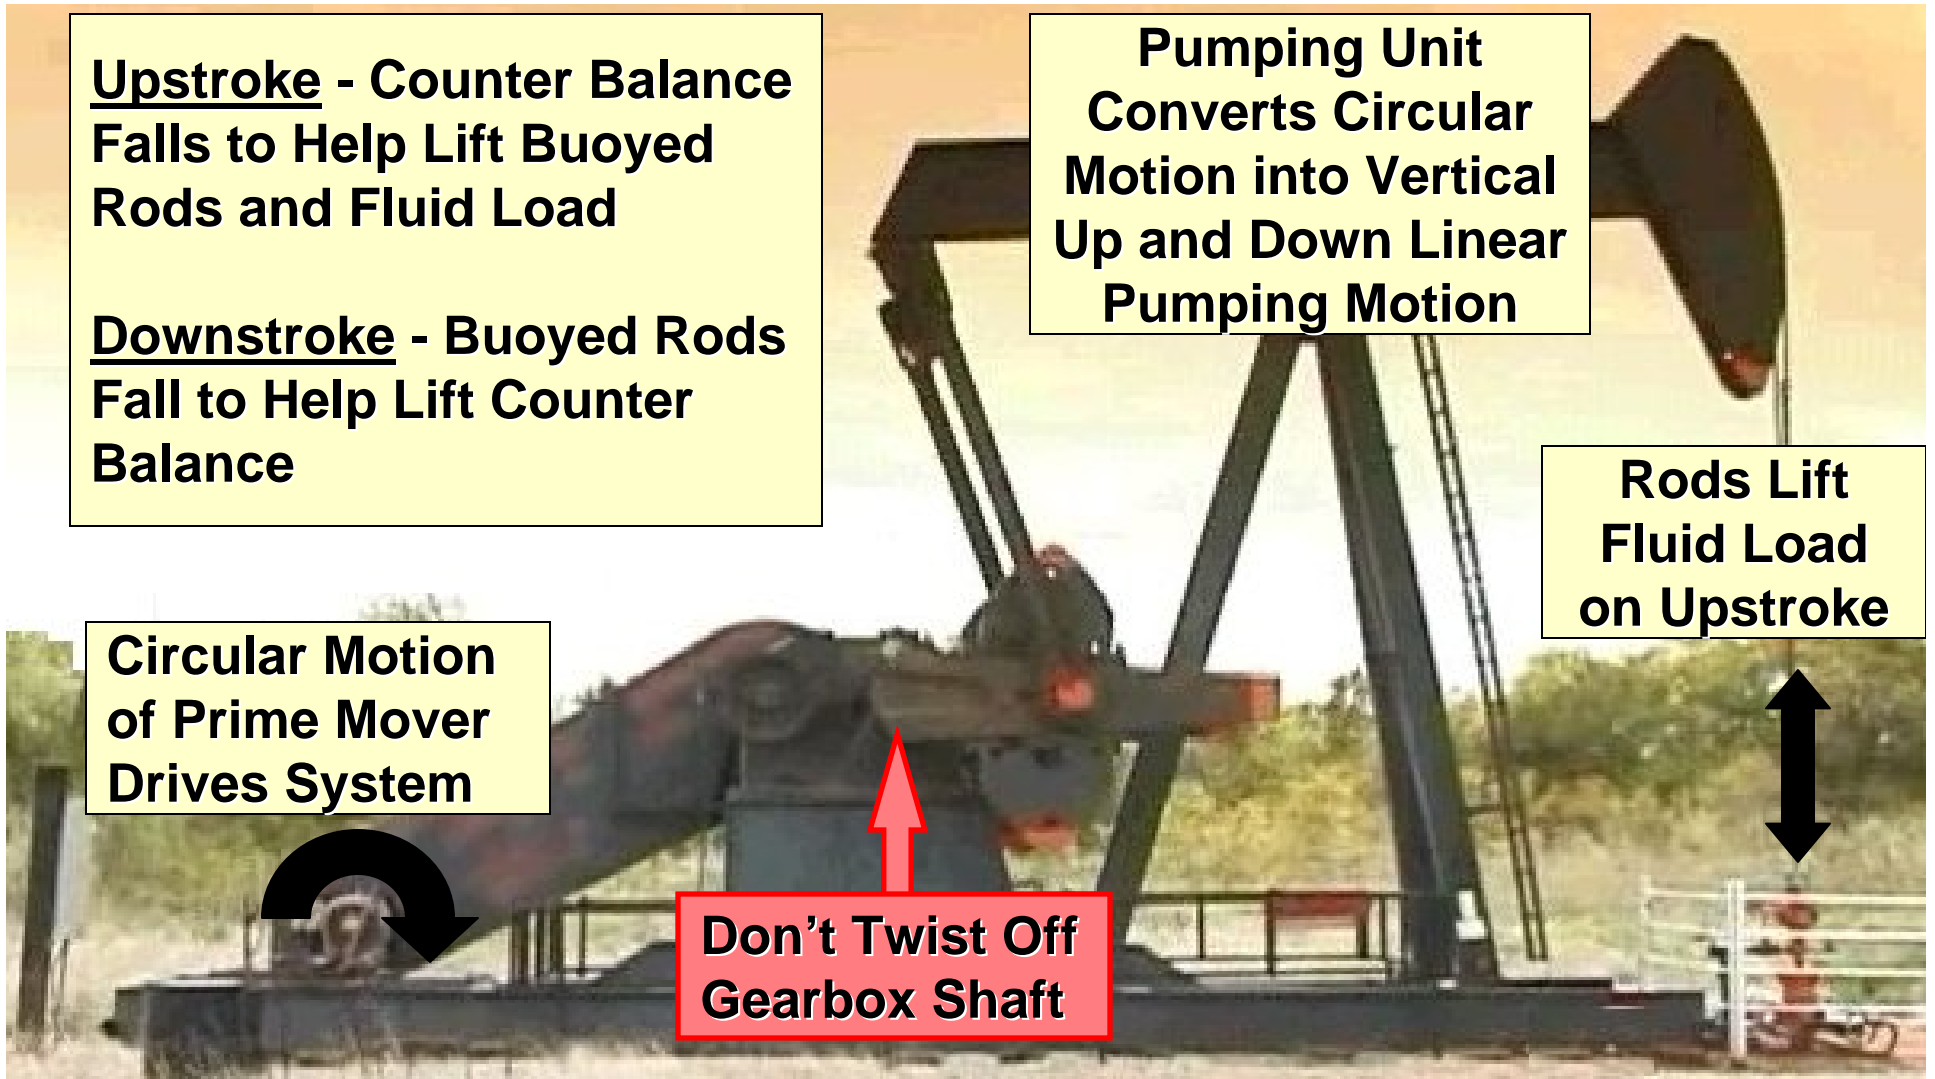 Upstroke - Counter Balance
Falls to Help Lift Buoyed
Rods and Fluid Load
Downstroke - Buoyed Rods
Fall to Help Lift Counter
Balance
Pumping Unit
Converts Circular
Motion into Vertical
Up and Down Linear
Pumping Motion
Rods Lift
Fluid Load
on Upstroke
Circular Motion
of Prime Mover
Drives System
Don’t Twist Off
Gearbox Shaft